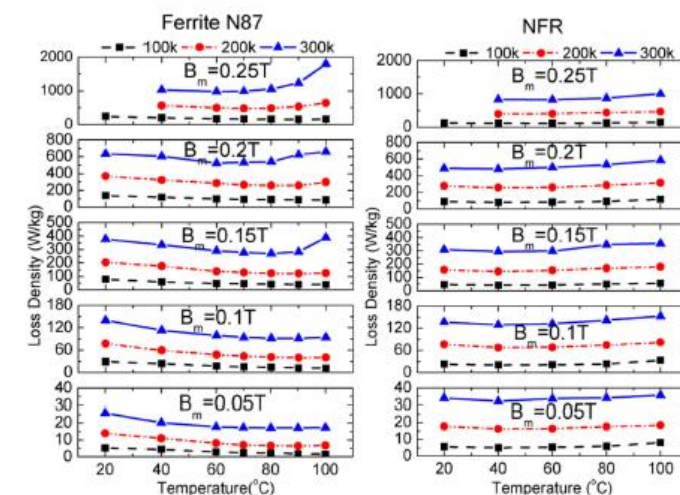 Ferrite N87
100k 200k 300k
B_m=0.25T
2000
1000
0
B_m=0.2T
800
600
400
200
0
B_m=0.15T
500
400
300
200
100
0
B_m=0.1T
180
120
60
0
B_m=0.05T
40
30
20
10
0
20 40 60 80 100
Temperature(°C)
Loss Density (W/kg)
NFR
100k 200k 300k
B_m=0.25T
2000
1000
0
B_m=0.2T
800
600
400
200
0
B_m=0.15T
500
400
300
200
100
0
B_m=0.1T
180
120
60
0
B_m=0.05T
40
30
20
10
0
20 40 60 80 100
Temperature (°C)
Loss Density (W/kg)